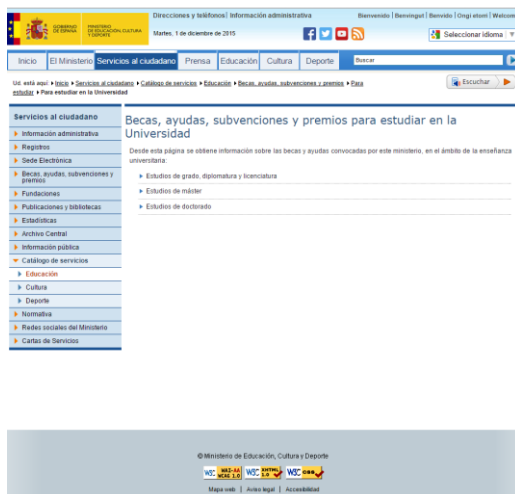 GOBIERNO DE ESPAÑA
MINISTERIO DE EDUCACIÓN, CULTURA Y DEPORTE
Direcciones y teléfonos | Información administrativa
Bienvenido | Benvingut | Benvido | Ongi etorri | Welcome
Martes, 1 de diciembre de 2015
Seleccionar idioma
Inicio
El Ministerio
Servicios al ciudadano
Prensa
Educación
Cultura
Deporte
Buscar
Ud. está aquí: Inicio Servicios al ciudadano Catálogo de servicios Educación Becas, ayudas, subvenciones y premios Para
estudiar Para estudiar en la Universidad
Escuchar
Servicios al ciudadano
Información administrativa
Registros
Sede Electrónica
Becas, ayudas, subvenciones y
premios
Fundaciones
Publicaciones y bibliotecas
Estadísticas
Archivo Central
Información pública
Catálogo de servicios
Educación
Cultura
Deporte
Normativa
Redes sociales del Ministerio
Cartas de Servicios
Becas, ayudas, subvenciones y premios para estudiar en la
Universidad
Desde esta página se obtiene información sobre las becas y ayudas convocadas por este ministerio, en el ámbito de la enseñanza
universitaria:
Estudios de grado, diplomatura y licenciatura
Estudios de máster
Estudios de doctorado
© Ministerio de Educación, Cultura y Deporte
W3C WAI-AA WCAG 1.0
W3C XHTML 1.0
W3C CSS
Mapa web | Aviso legal | Accesibilidad